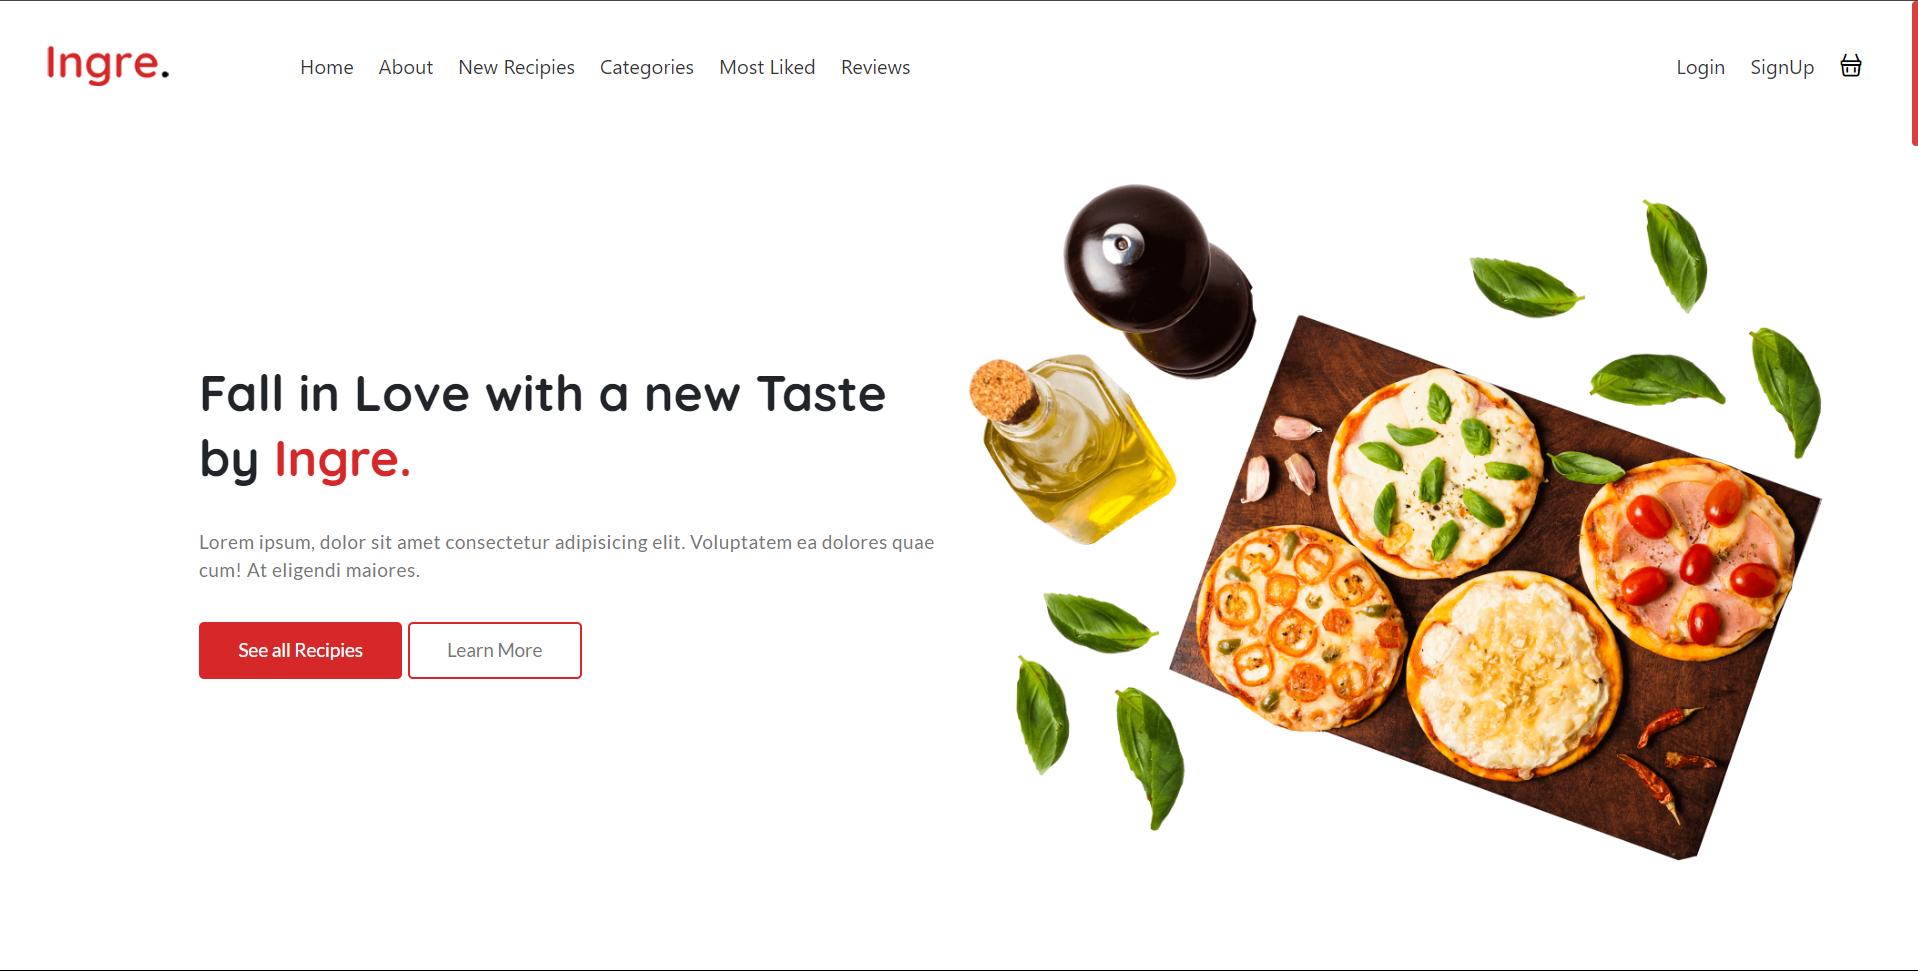 Ingre.
Home About New Recipies Categories Most Liked Reviews
Login SignUp
Fall in Love with a new Taste
by Ingre.
Lorem ipsum, dolor sit amet consectetur adipisicing elit. Voluptatem ea dolores quae
cum! At eligendi maiores.
See all Recipies
Learn More